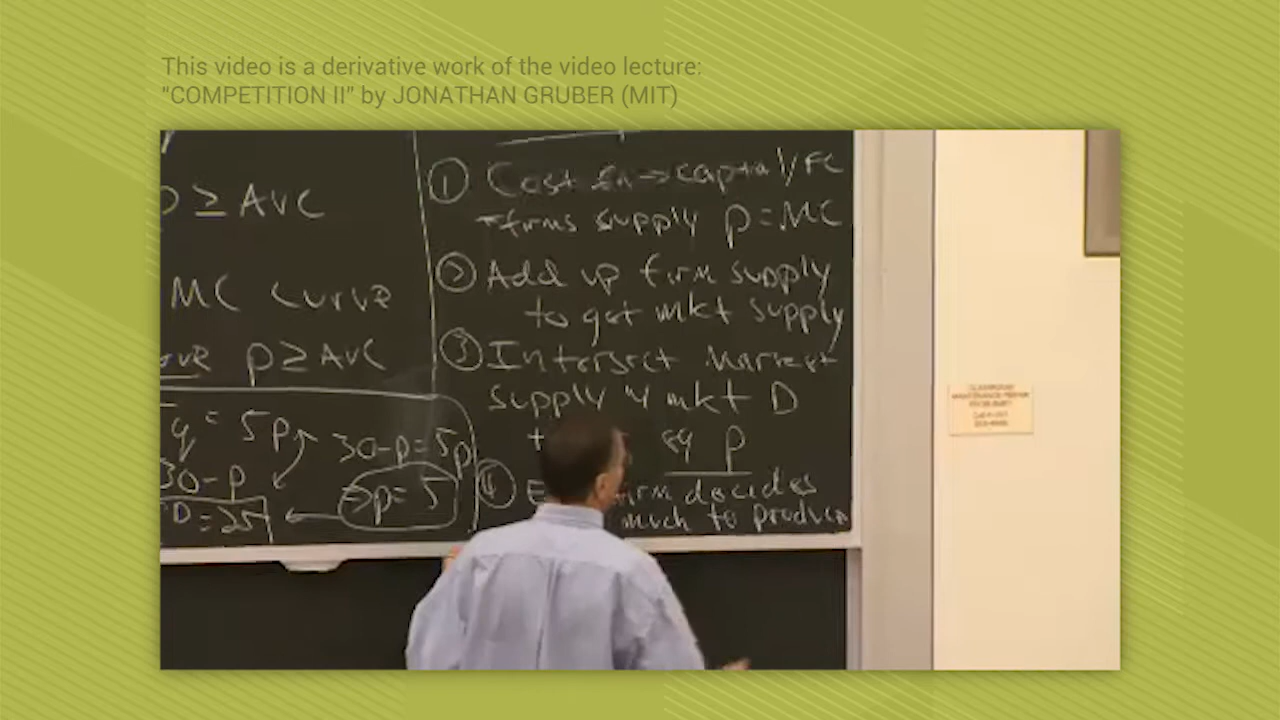 This video is a derivative work of the video lecture:
“COMPETITION II” by JONATHAN GRUBER (MIT)
≥ AVC
MC curve
p ≥ AVC
q = 5p
30-p
D = 25
30-p = 5p
⇒p = 5
① Cost fn → capital/FC
- firms supply p = MC
② Add up firm supply
to get mkt supply
③ Intersect market
supply w/ mkt D
eq p
④ decides
much to produce